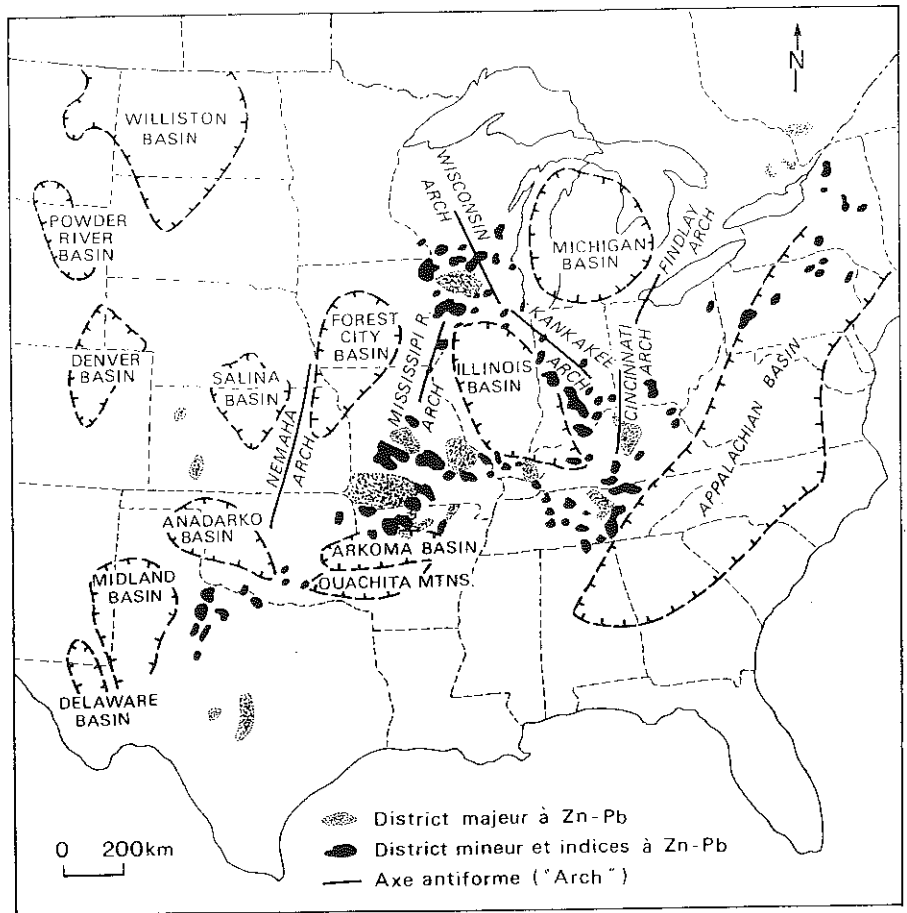 N
WILLISTON
BASIN
WISCONSIN
ARCH
POWDER
RIVER
BASIN
MICHIGAN
BASIN
FINDLAY
ARCH
FOREST
CITY
BASIN
DENVER
BASIN
SALINA
BASIN
MISSISSIPI R.
ARCH
ILLINOIS
BASIN
KANKAKEE
ARCH
CINCINNATI
ARCH
NEMAHA
ARCH
APPALACHIAN BASIN
ANADARKO
BASIN
ARKOMA BASIN
OUACHITA MTNS.
MIDLAND
BASIN
DELAWARE
BASIN
District majeur à Zn-Pb
District mineur et indices à Zn-Pb
Axe antiforme ("Arch")
0 200km